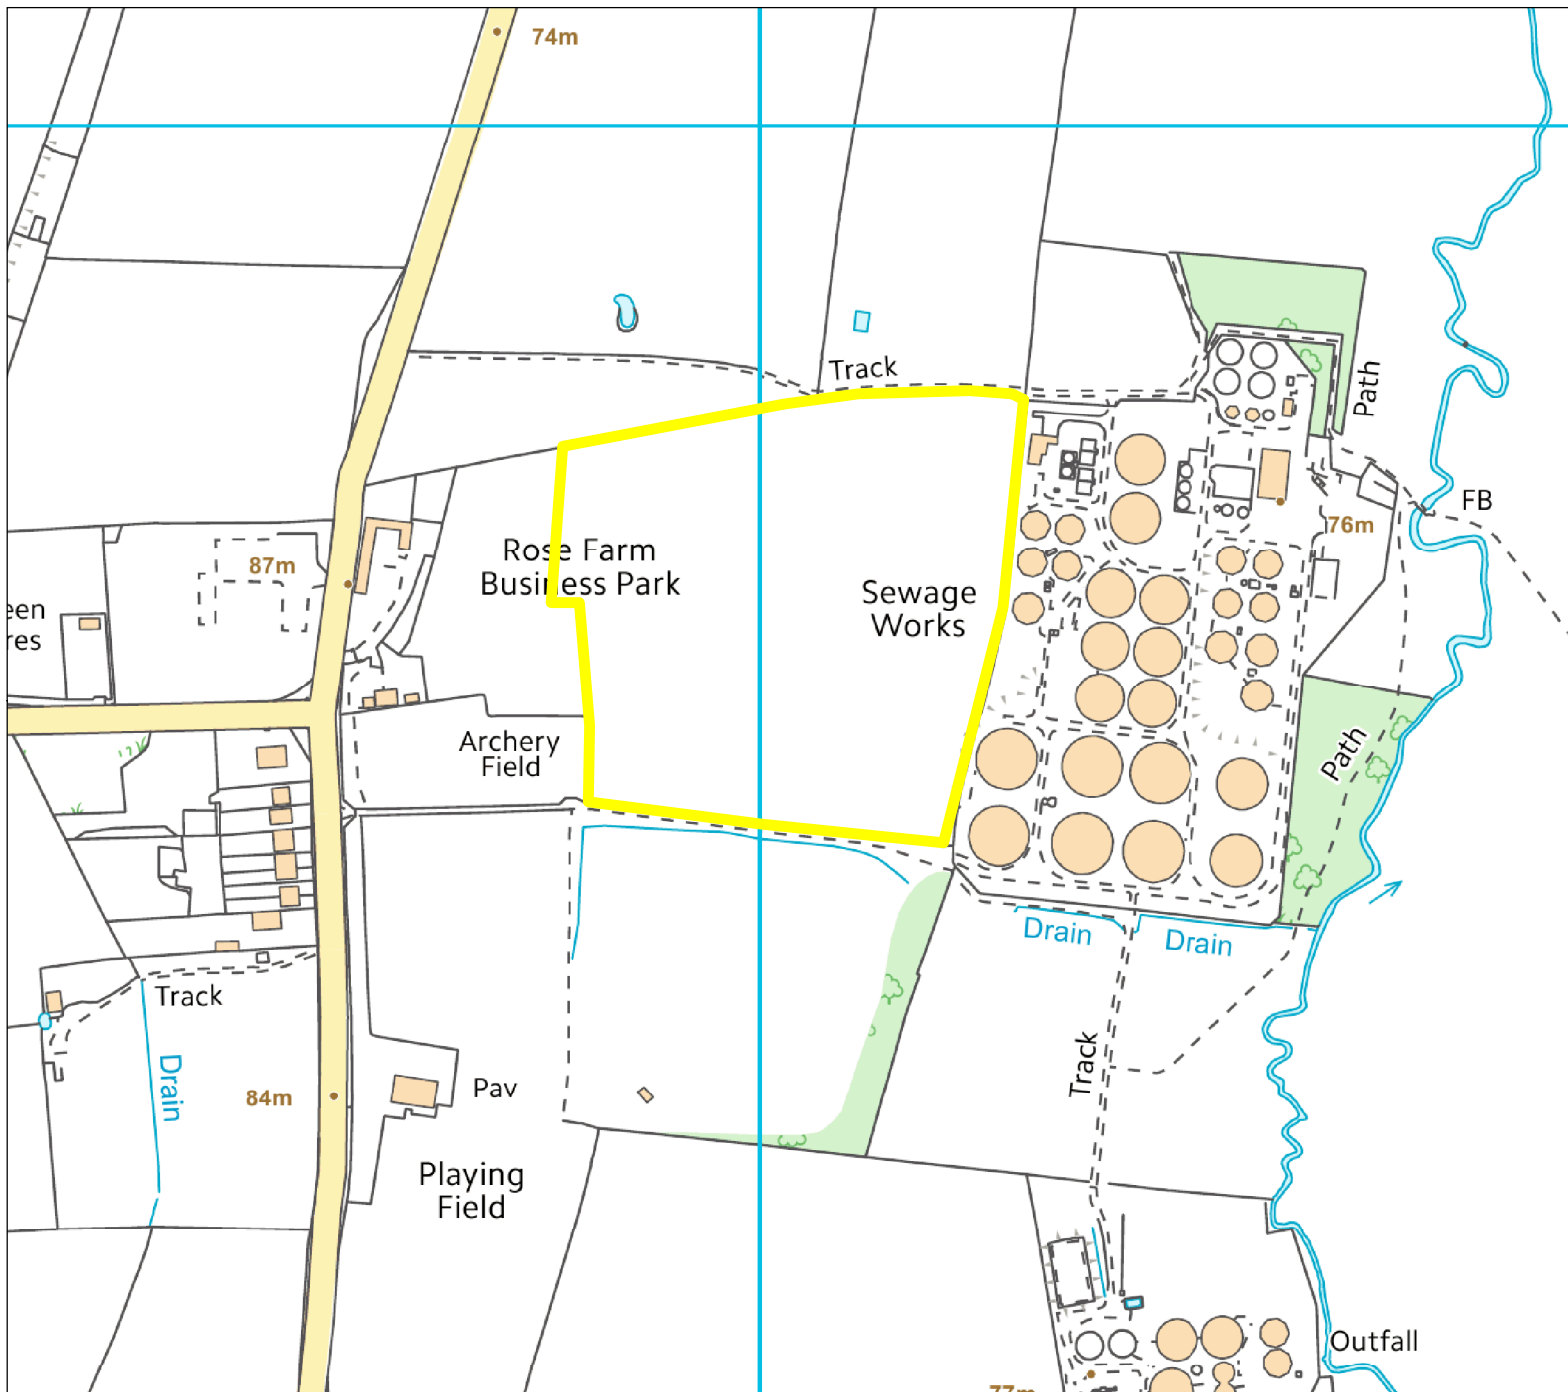 74m
Track
Path
FB
76m
Rose Farm
Business Park
87m
Sewage
Works
een
res
Archery
Field
Path
Drain
Drain
Track
Drain
Track
84m
Pav
Playing
Field
Outfall
77m